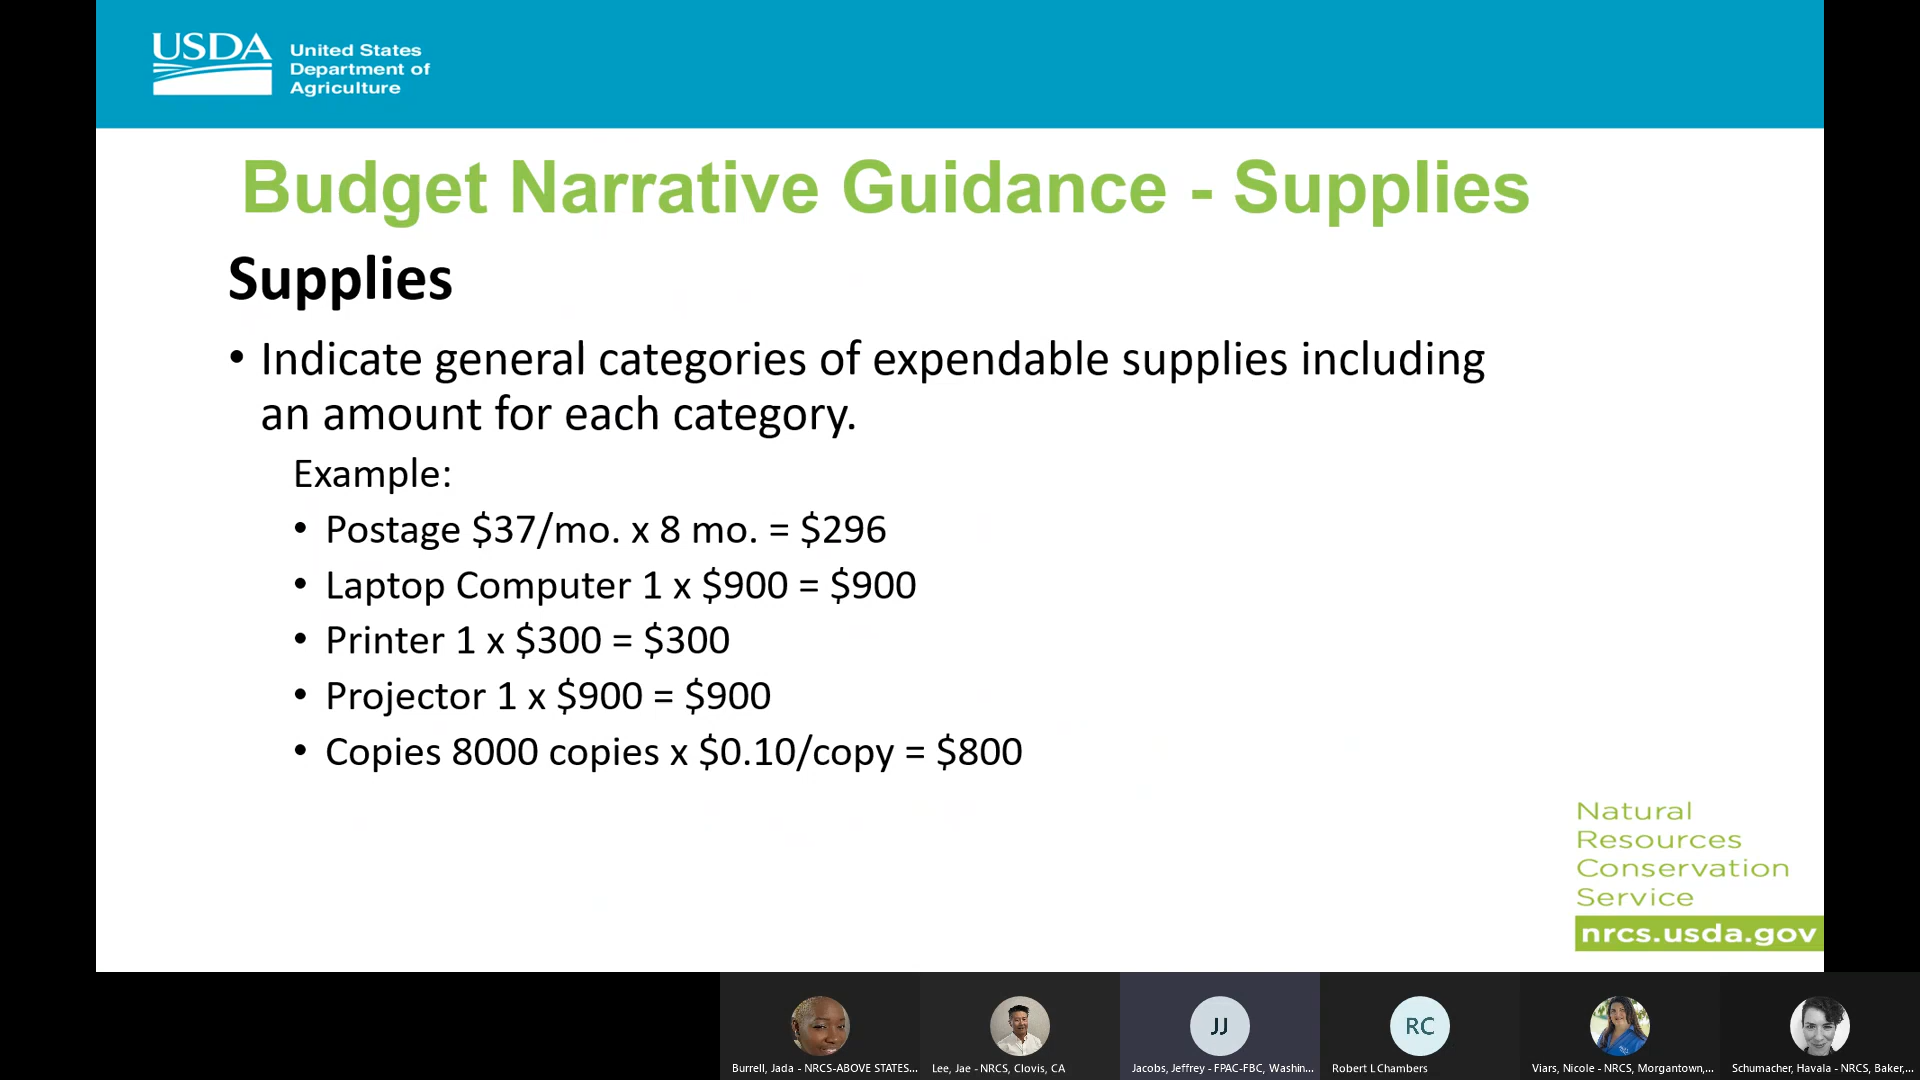 USDA
United States
Department of
Agriculture
Budget Narrative Guidance - Supplies
Supplies
• Indicate general categories of expendable supplies including
an amount for each category.
Example:
• Postage $37/mo. x 8 mo. = $296
• Laptop Computer 1 x $900 = $900
• Printer 1 x $300 = $300
• Projector 1 x $900 = $900
• Copies 8000 copies x $0.10/copy = $800
Natural
Resources
Conservation
Service
nrcs.usda.gov
JJ
RC
Burrell, Jada - NRCS-ABOVE STATES...
Lee, Jae - NRCS, Clovis, CA
Jacobs, Jeffrey - FPAC-FBC, Washin...
Robert L Chambers
Viars, Nicole - NRCS, Morgantown,...
Schumacher, Havala - NRCS, Baker,...